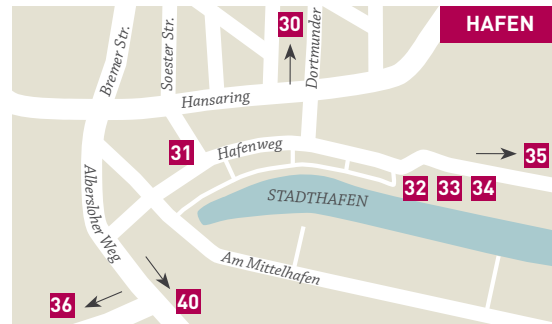 HAFEN
30
Bremer Str.
Soester Str.
Dortmunder
Hansaring
31
Hafenweg
35
32 33 34
STADTHAFEN
Albersloher Weg
Am Mittelhafen
36
40